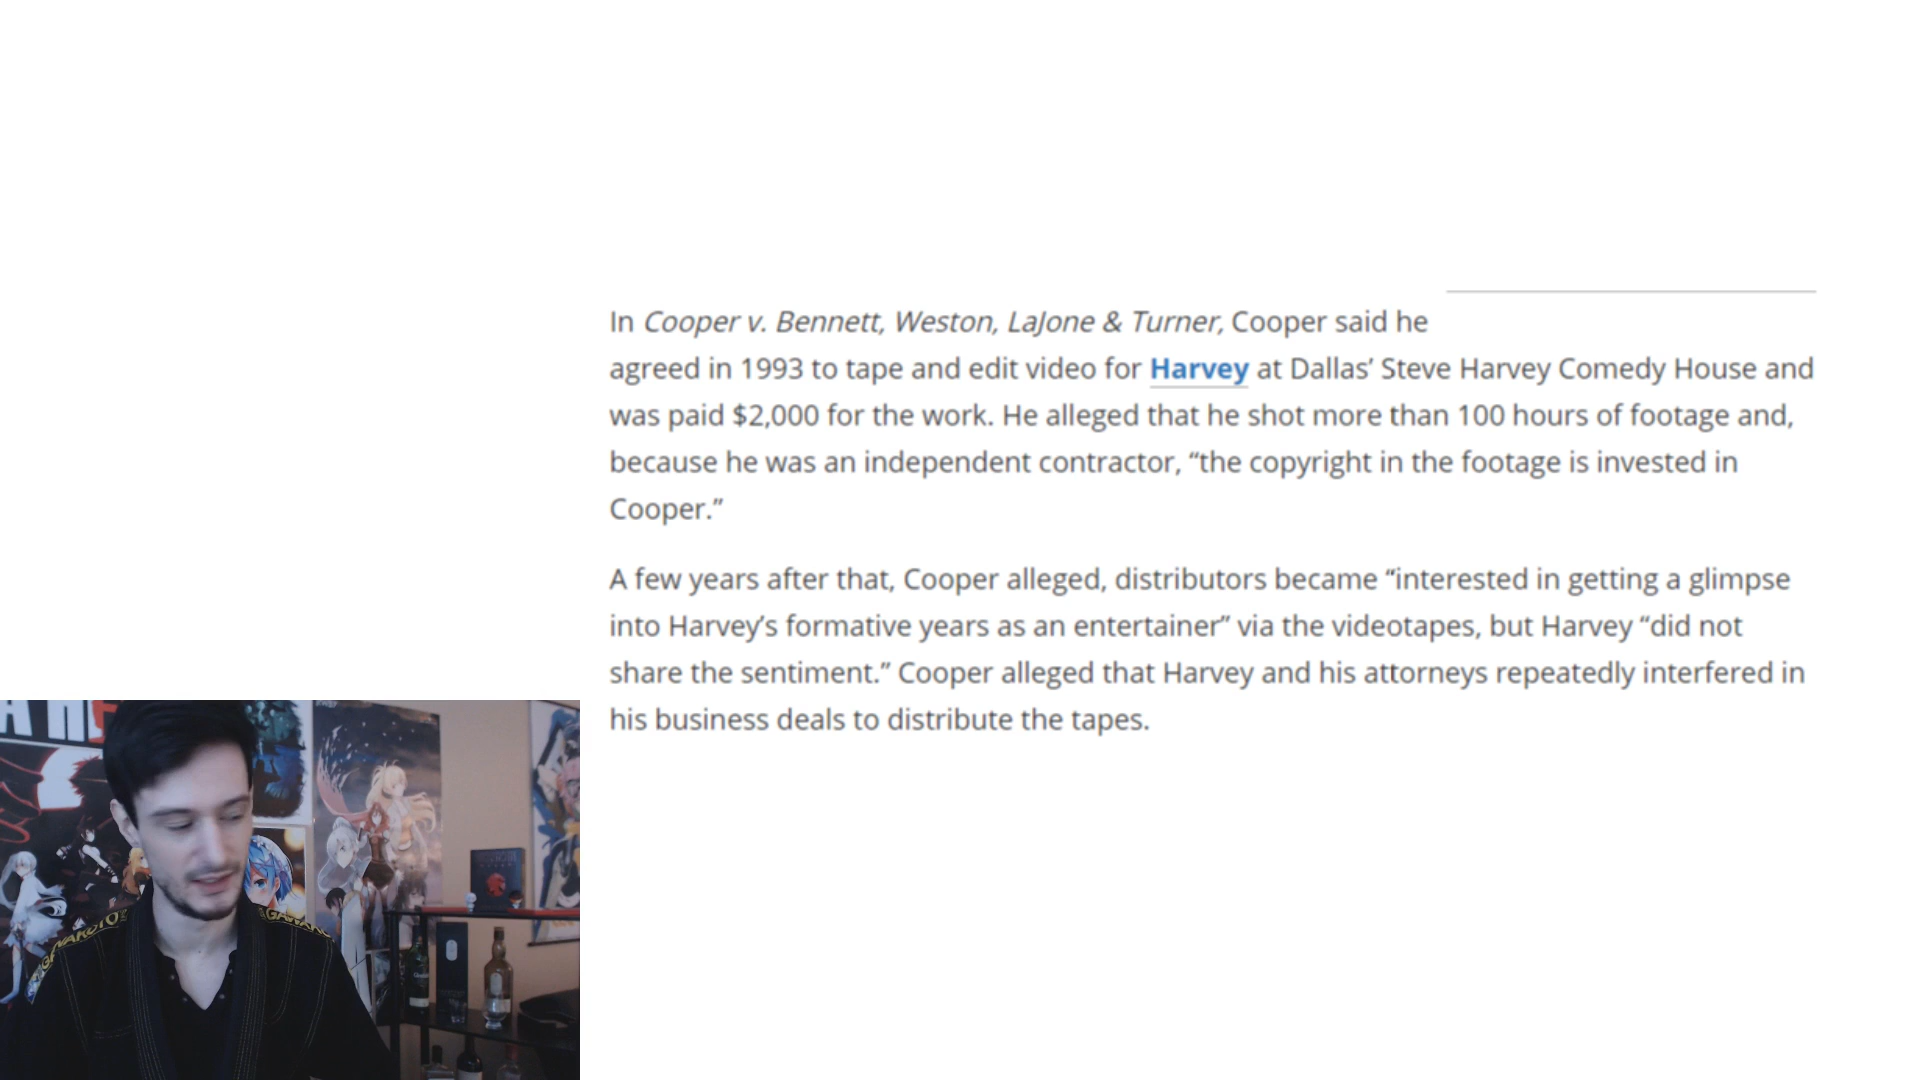 In Cooper v. Bennett, Weston, LaJone & Turner, Cooper said he
agreed in 1993 to tape and edit video for Harvey at Dallas’ Steve Harvey Comedy House and
was paid $2,000 for the work. He alleged that he shot more than 100 hours of footage and,
because he was an independent contractor, “the copyright in the footage is invested in
Cooper.”
A few years after that, Cooper alleged, distributors became “interested in getting a glimpse
into Harvey’s formative years as an entertainer” via the videotapes, but Harvey “did not
share the sentiment.” Cooper alleged that Harvey and his attorneys repeatedly interfered in
his business deals to distribute the tapes.